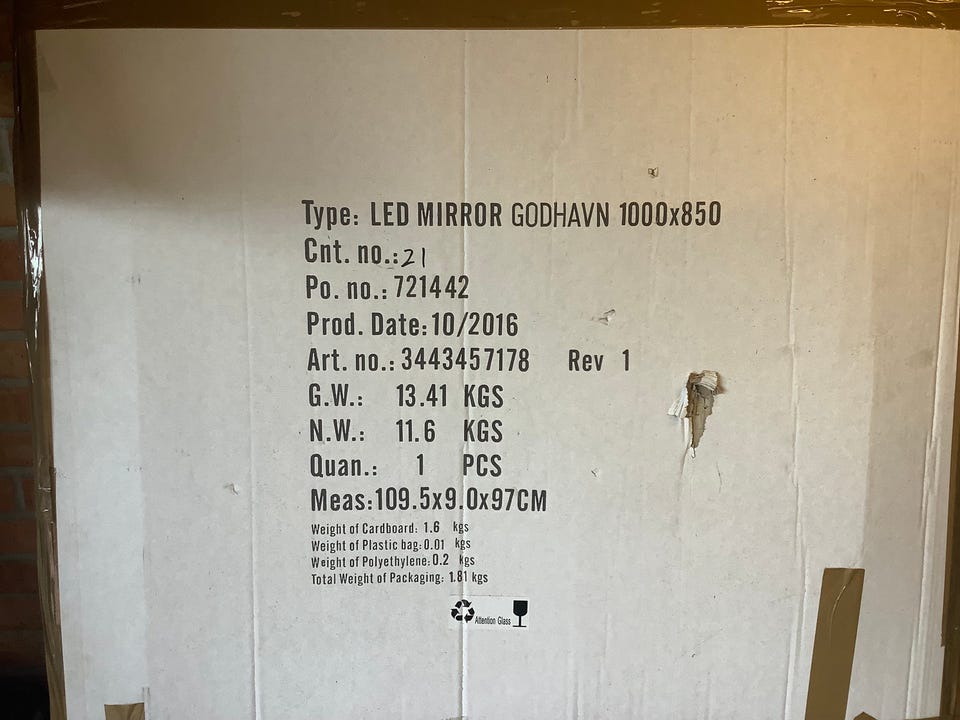 Type: LED MIRROR GODHAVN 1000x850
Cnt. no.: 21
Po. no.: 721442
Prod. Date: 10/2016
Art. no.: 3443457178 Rev 1
G.W.: 13.41 KGS
N.W.: 11.6 KGS
Quan.: 1 PCS
Meas:109.5x9.0x97CM
Weight of Cardboard: 1.6 kgs
Weight of Plastic bag: 0.01 kgs
Weight of Polyethylene: 0.2 kgs
Total Weight of Packaging: 1.81 kgs
Attention Glass